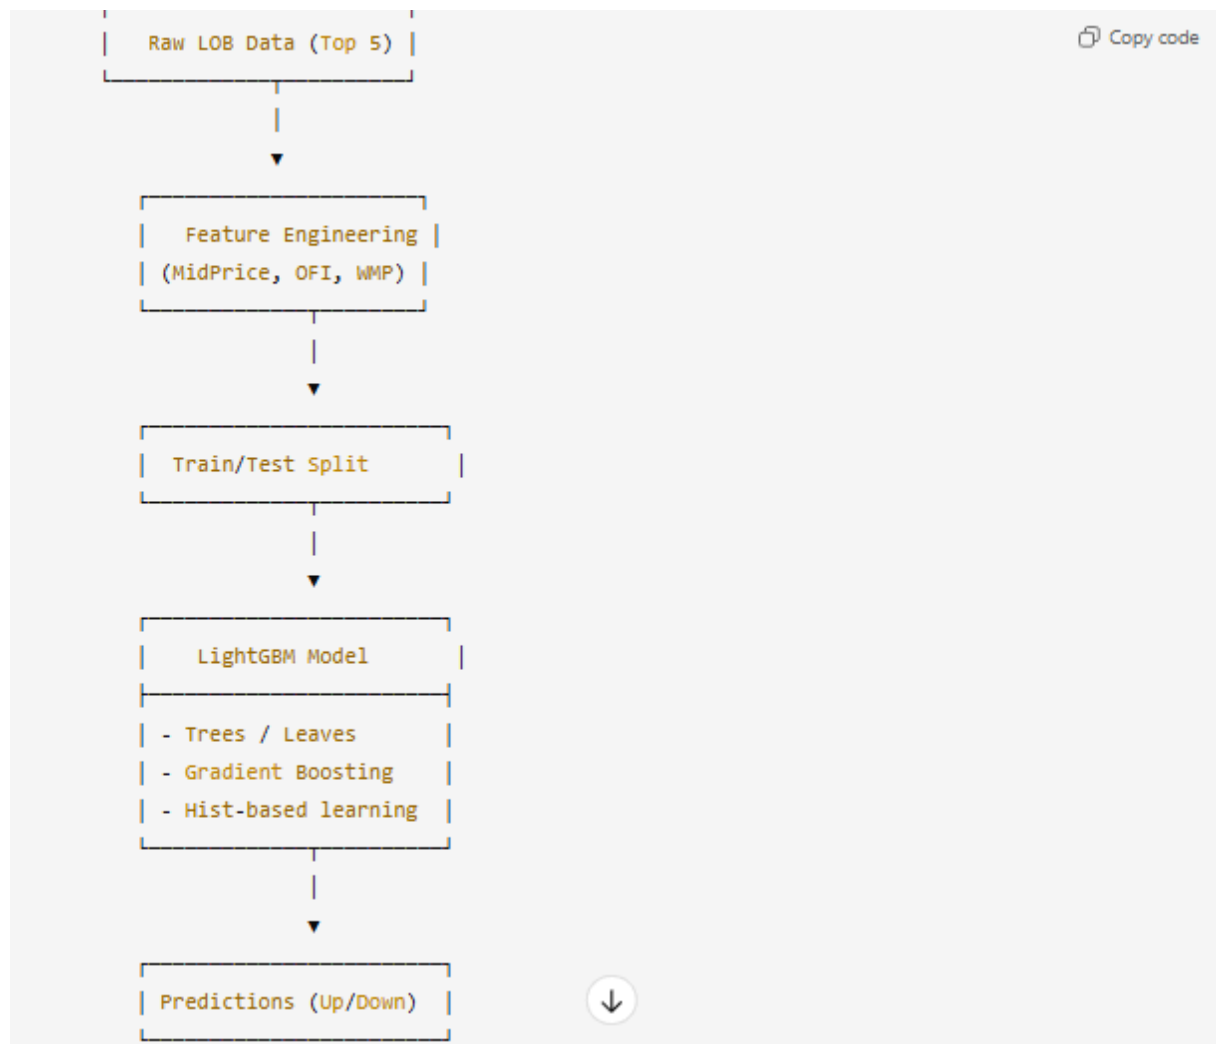 Raw LOB Data (Top 5)
Copy code
Feature Engineering
(MidPrice, OFI, WMP)
Train/Test Split
LightGBM Model
- Trees / Leaves
- Gradient Boosting
- Hist-based learning
Predictions (Up/Down)